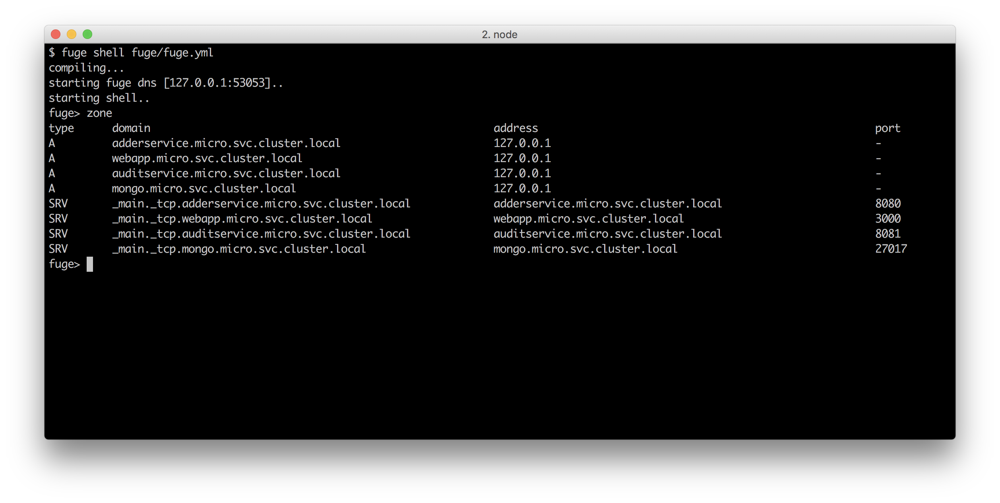 2. node
$ fuge shell fuge/fuge.yml
compiling...
starting fuge dns [127.0.0.1:53053]..
starting shell..
fuge> zone
type domain address port
A adderservice.micro.svc.cluster.local 127.0.0.1 -
A webapp.micro.svc.cluster.local 127.0.0.1 -
A auditservice.micro.svc.cluster.local 127.0.0.1 -
A mongo.micro.svc.cluster.local 127.0.0.1 -
SRV _main._tcp.adderservice.micro.svc.cluster.local adderservice.micro.svc.cluster.local 8080
SRV _main._tcp.webapp.micro.svc.cluster.local webapp.micro.svc.cluster.local 3000
SRV _main._tcp.auditservice.micro.svc.cluster.local auditservice.micro.svc.cluster.local 8081
SRV _main._tcp.mongo.micro.svc.cluster.local mongo.micro.svc.cluster.local 27017
fuge>